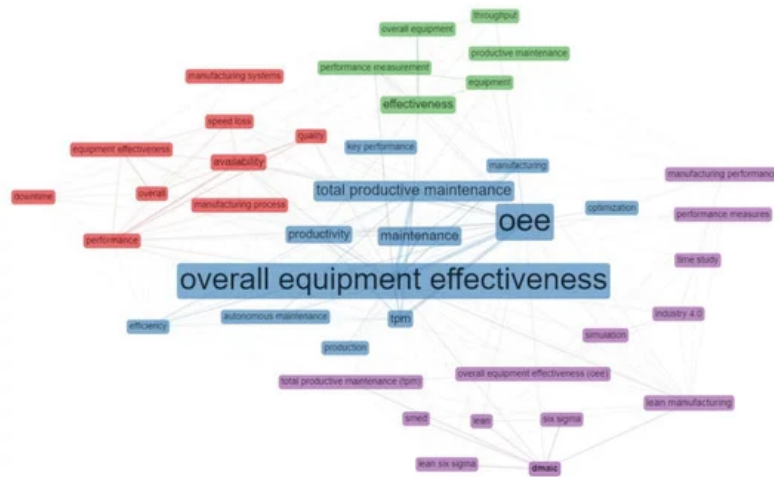 throughput
overall equipment
productive maintenance
performance measurement
manufacturing systems
equipment
effectiveness
speed loss
quality
key performance
equipment effectiveness
availability
manufacturing
manufacturing performance
total productive maintenance
downtime
overall
manufacturing process
optimization
performance measures
oee
performance
productivity
maintenance
time study
overall equipment effectiveness
industry 4.0
autonomous maintenance
tpm
efficiency
simulation
production
overall equipment effectiveness (oee)
total productive maintenance (tpm)
lean manufacturing
smed
lean
six sigma
lean six sigma
dmaic